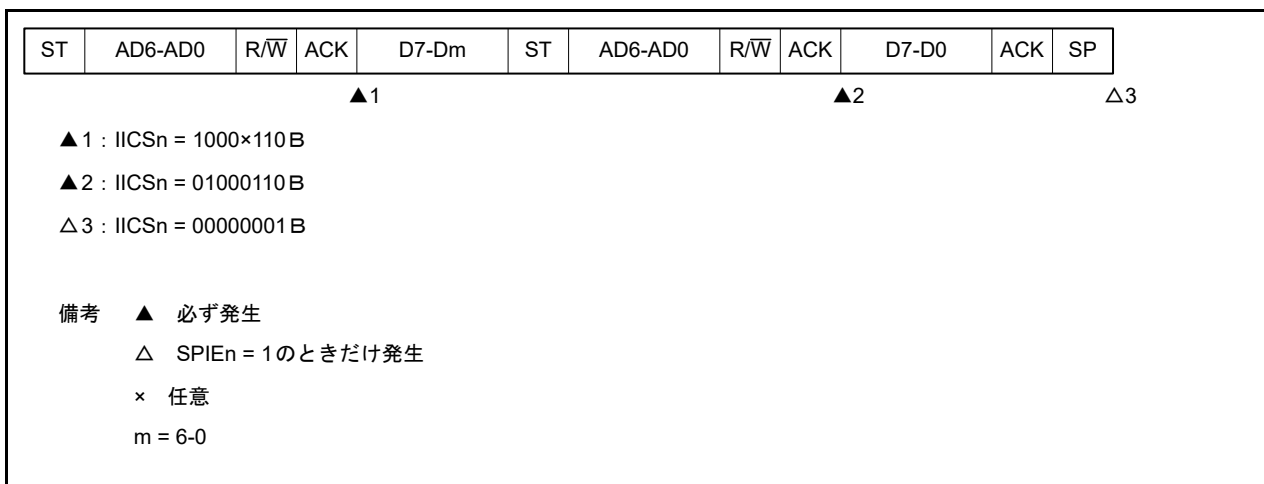 ST AD6-AD0 R/W̅ ACK D7-Dm ST AD6-AD0 R/W̅ ACK D7-D0 ACK SP
▲1 ▲2 △3
▲1：IICSn = 1000×110B
▲2：IICSn = 01000110B
△3：IICSn = 00000001B
備考 ▲ 必ず発生
△ SPIEn = 1のときだけ発生
× 任意
m = 6-0